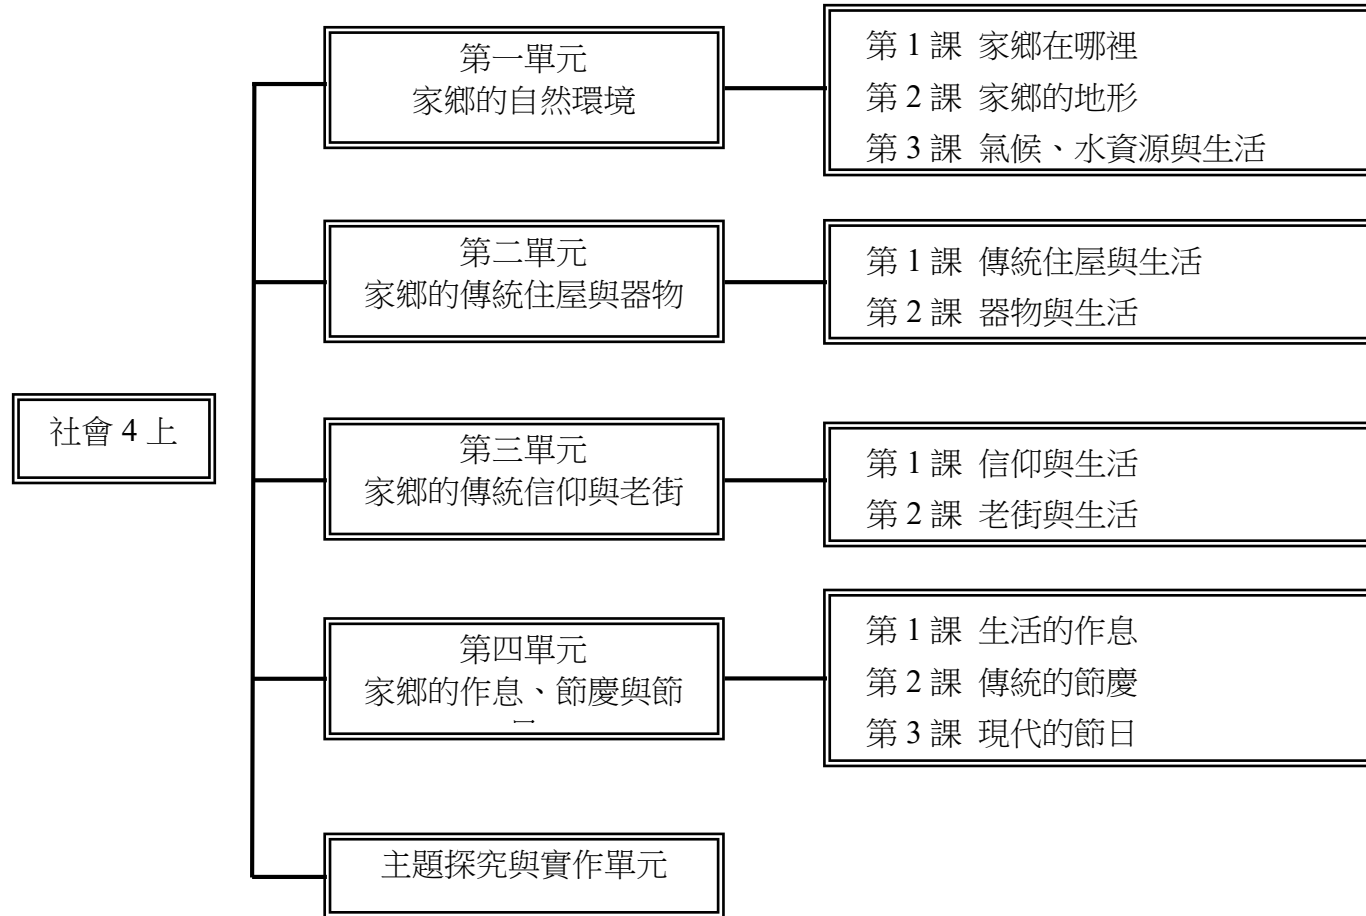 社會 4 上
第一單元
家鄉的自然環境
第 1 課 家鄉在哪裡
第 2 課 家鄉的地形
第 3 課 氣候、水資源與生活
第二單元
家鄉的傳統住屋與器物
第 1 課 傳統住屋與生活
第 2 課 器物與生活
第三單元
家鄉的傳統信仰與老街
第 1 課 信仰與生活
第 2 課 老街與生活
第四單元
家鄉的作息、節慶與節
第 1 課 生活的作息
第 2 課 傳統的節慶
第 3 課 現代的節日
主題探究與實作單元